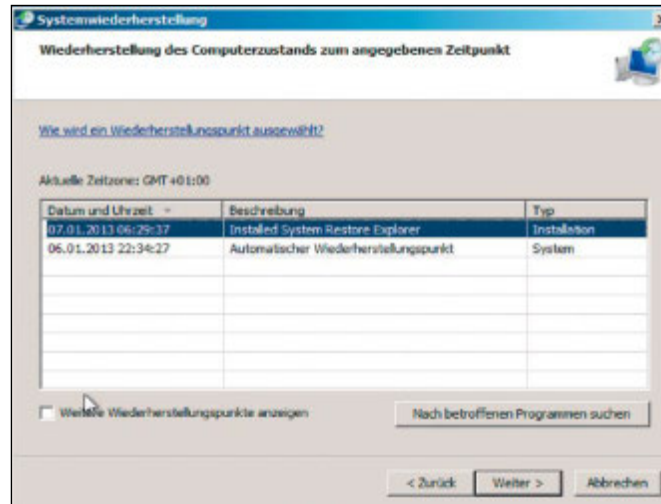 Systemwiederherstellung
Wiederherstellung des Computerzustands zum angegebenen Zeitpunkt
Wie wird ein Wiederherstellungspunkt ausgewählt?
Aktuelle Zeitzone: GMT+01:00
Datum und Uhrzeit Beschreibung Typ
07.01.2013 06:29:37 Installed System Restore Explorer Installation
06.01.2013 22:34:27 Automatischer Wiederherstellungspunkt System
Weitere Wiederherstellungspunkte anzeigen Nach betroffenen Programmen suchen
< Zurück Weiter > Abbrechen